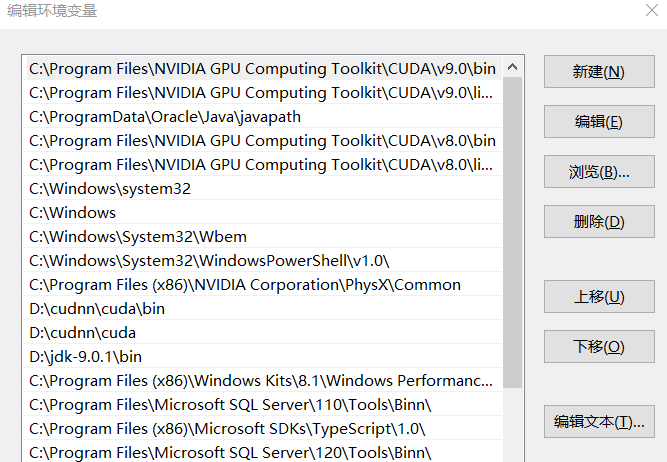 编辑环境变量
C:\Program Files\NVIDIA GPU Computing Toolkit\CUDA\v9.0\bin
C:\Program Files\NVIDIA GPU Computing Toolkit\CUDA\v9.0\li...
C:\ProgramData\Oracle\Java\javapath
C:\Program Files\NVIDIA GPU Computing Toolkit\CUDA\v8.0\bin
C:\Program Files\NVIDIA GPU Computing Toolkit\CUDA\v8.0\li...
C:\Windows\system32
C:\Windows
C:\Windows\System32\Wbem
C:\Windows\System32\WindowsPowerShell\v1.0\
C:\Program Files (x86)\NVIDIA Corporation\PhysX\Common
D:\cudnn\cuda\bin
D:\cudnn\cuda
D:\jdk-9.0.1\bin
C:\Program Files (x86)\Windows Kits\8.1\Windows Performanc...
C:\Program Files\Microsoft SQL Server\110\Tools\Binn\
C:\Program Files (x86)\Microsoft SDKs\TypeScript\1.0\
C:\Program Files\Microsoft SQL Server\120\Tools\Binn\
新建(N)
编辑(E)
浏览(B)...
删除(D)
上移(U)
下移(O)
编辑文本(T)...